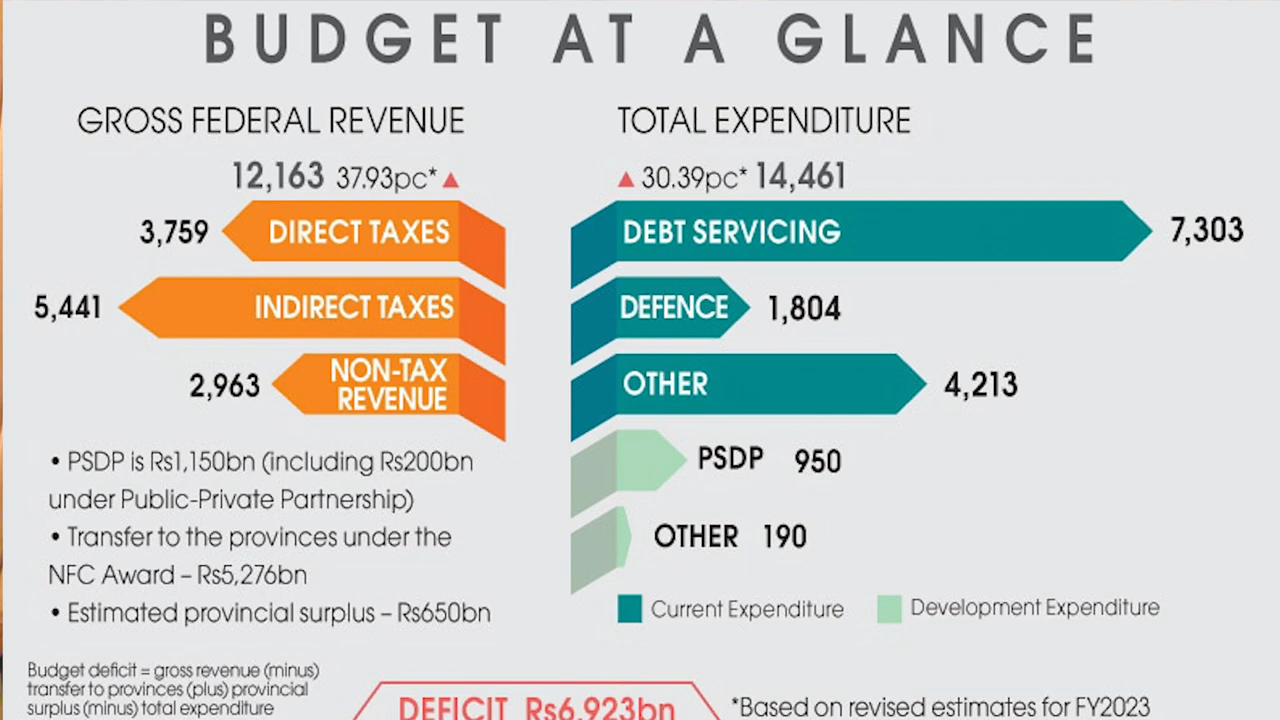 BUDGET AT A GLANCE
GROSS FEDERAL REVENUE
12,163 37.93pc*
3,759 DIRECT TAXES
5,441 INDIRECT TAXES
2,963 NON-TAX
REVENUE
• PSDP is Rs1,150bn (including Rs200bn
under Public-Private Partnership)
• Transfer to the provinces under the
NFC Award – Rs5,276bn
• Estimated provincial surplus – Rs650bn
TOTAL EXPENDITURE
30.39pc* 14,461
DEBT SERVICING 7,303
DEFENCE 1,804
OTHER 4,213
PSDP 950
OTHER 190
Current Expenditure
Development Expenditure
Budget deficit = gross revenue (minus)
transfer to provinces (plus) provincial
surplus (minus) total expenditure
DEFICIT Rs6,923bn
*Based on revised estimates for FY2023